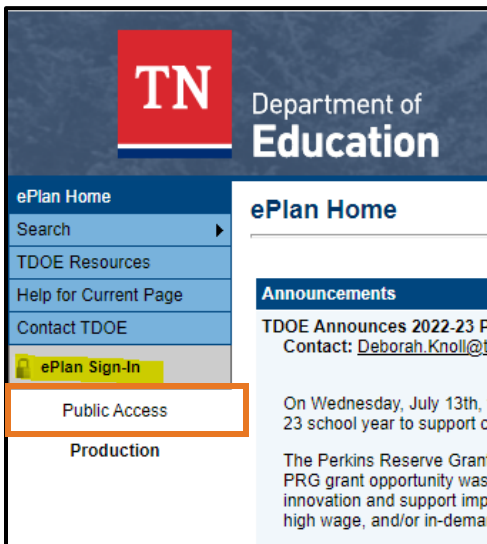 TN
Department of
Education
ePlan Home
Search
TDOE Resources
Help for Current Page
Contact TDOE
ePlan Sign-In
Public Access
Production
ePlan Home
Announcements
TDOE Announces 2022-23 P
Contact: Deborah.Knoll@t
On Wednesday, July 13th,
23 school year to support
The Perkins Reserve Gran
PRG grant opportunity was
innovation and support imp
high wage, and/or in-dema